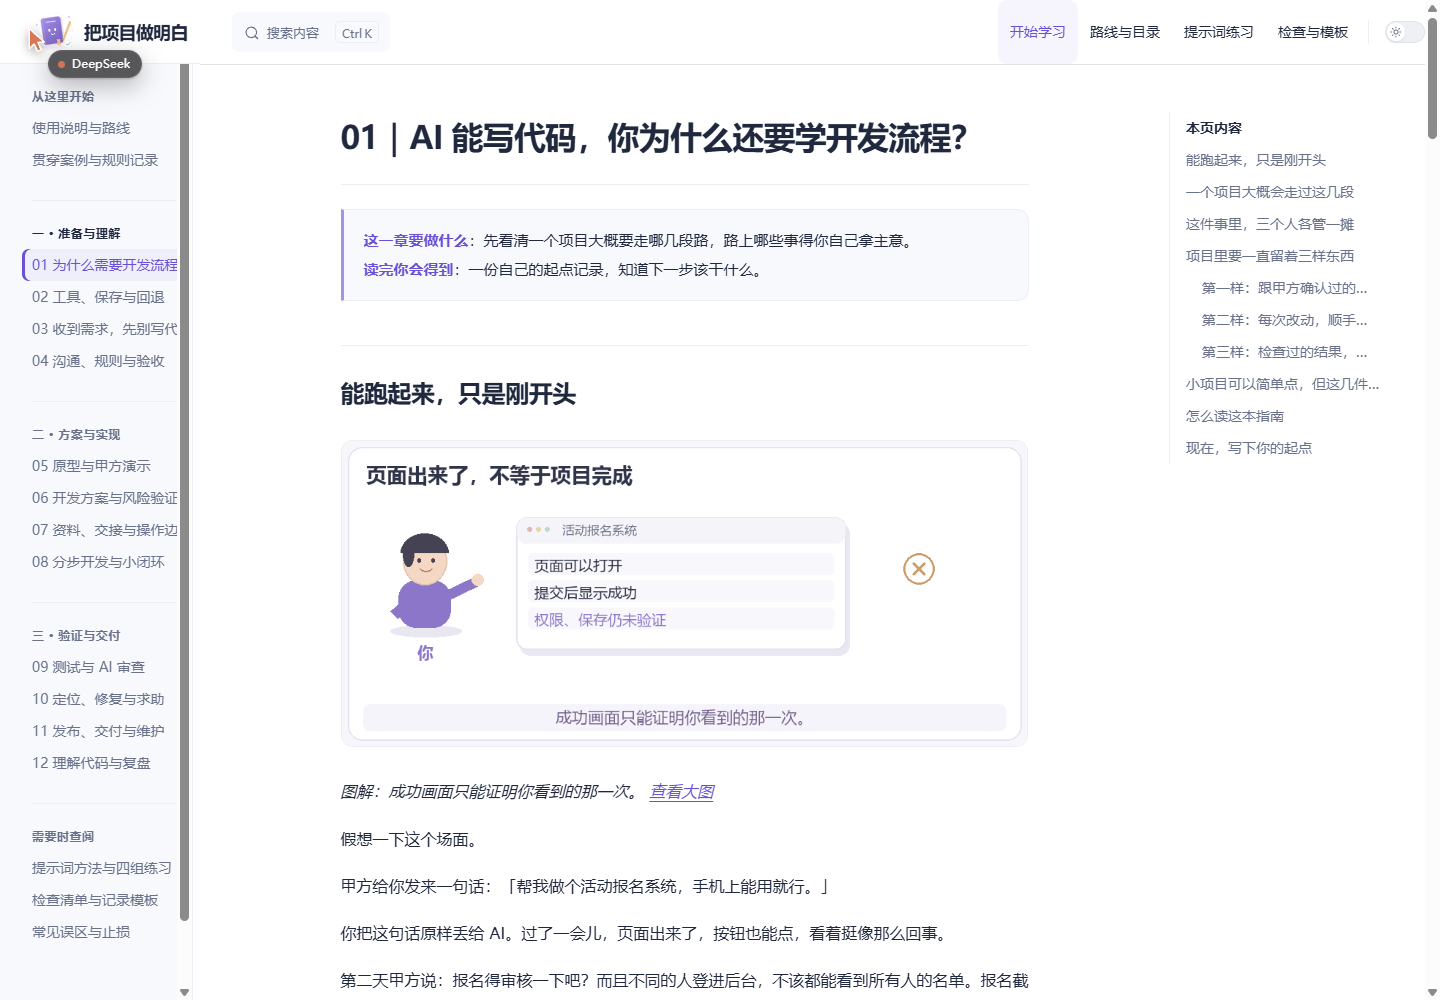 把项目做明白
搜索内容 Ctrl K
开始学习 路线与目录 提示词练习 检查与模板
DeepSeek
从这里开始
使用说明与路线
贯穿案例与规则记录
一 · 准备与理解
01 为什么需要开发流程
02 工具、保存与回退
03 收到需求，先别写代
04 沟通、规则与验收
二 · 方案与实现
05 原型与甲方演示
06 开发方案与风险验证
07 资料、交接与操作边
08 分步开发与小闭环
三 · 验证与交付
09 测试与 AI 审查
10 定位、修复与求助
11 发布、交付与维护
12 理解代码与复盘
需要时查阅
提示词方法与四组练习
检查清单与记录模板
常见误区与止损
01｜AI 能写代码，你为什么还要学开发流程？
这一章要做什么：先看清一个项目大概要走哪几段路，路上哪些事得你自己拿主意。
读完你会得到：一份自己的起点记录，知道下一步该干什么。
能跑起来，只是刚开头
页面出来了，不等于项目完成
活动报名系统
页面可以打开
提交后显示成功
权限、保存仍未验证
你
成功画面只能证明你看到的那一次。
图解：成功画面只能证明你看到的那一次。 查看大图
假想一下这个场面。
甲方给你发来一句话：「帮我做个活动报名系统，手机上能用就行。」
你把这句话原样丢给 AI。过了一会儿，页面出来了，按钮也能点，看着挺像那么回事。
第二天甲方说：报名得审核一下吧？而且不同的人登进后台，不该都能看到所有人的名单。报名截
本页内容
能跑起来，只是刚开头
一个项目大概会走过这几段
这件事里，三个人各管一摊
项目里要一直留着三样东西
第一样：跟甲方确认过的...
第二样：每次改动，顺手...
第三样：检查过的结果，...
小项目可以简单点，但这几件...
怎么读这本指南
现在，写下你的起点